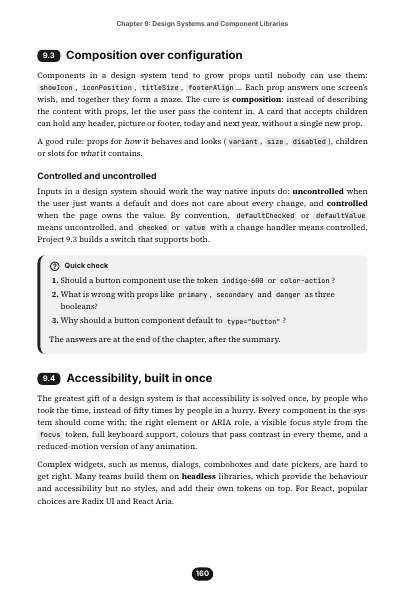 Chapter 9: Design Systems and Component Libraries
9.3 Composition over configuration
Components in a design system tend to grow props until nobody can use them:
showIcon, iconPosition, titleSize, footerAlign... Each prop answers one screen's
wish, and together they form a maze. The cure is composition: instead of describing
the content with props, let the user pass the content in. A card that accepts children
can hold any header, picture or footer, today and next year, without a single new prop.
A good rule: props for how it behaves and looks (variant, size, disabled), children
or slots for what it contains.
Controlled and uncontrolled
Inputs in a design system should work the way native inputs do: uncontrolled when
the user just wants a default and does not care about every change, and controlled
when the page owns the value. By convention, defaultChecked or defaultValue
means uncontrolled, and checked or value with a change handler means controlled.
Project 9.3 builds a switch that supports both.
Quick check
1. Should a button component use the token indigo-600 or color-action?
2. What is wrong with props like primary, secondary and danger as three
booleans?
3. Why should a button component default to type="button"?
The answers are at the end of the chapter, after the summary.
9.4 Accessibility, built in once
The greatest gift of a design system is that accessibility is solved once, by people who
took the time, instead of fifty times by people in a hurry. Every component in the sys-
tem should come with: the right element or ARIA role, a visible focus style from the
focus token, full keyboard support, colours that pass contrast in every theme, and a
reduced-motion version of any animation.
Complex widgets, such as menus, dialogs, comboboxes and date pickers, are hard to
get right. Many teams build them on headless libraries, which provide the behaviour
and accessibility but no styles, and add their own tokens on top. For React, popular
choices are Radix UI and React Aria.
160